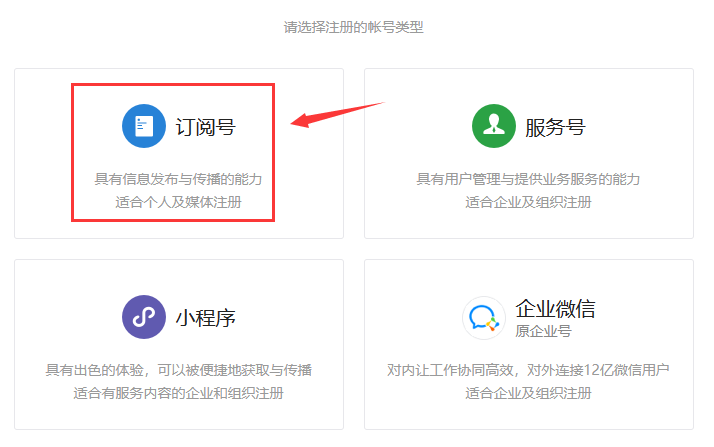 请选择注册的帐号类型
订阅号
具有信息发布与传播的能力
适合个人及媒体注册
服务号
具有用户管理与提供业务服务的能力
适合企业及组织注册
小程序
具有出色的体验，可以被便捷地获取与传播
适合有服务内容的企业和组织注册
企业微信
原企业号
对内让工作协同高效，对外连接12亿微信用户
适合企业及组织注册